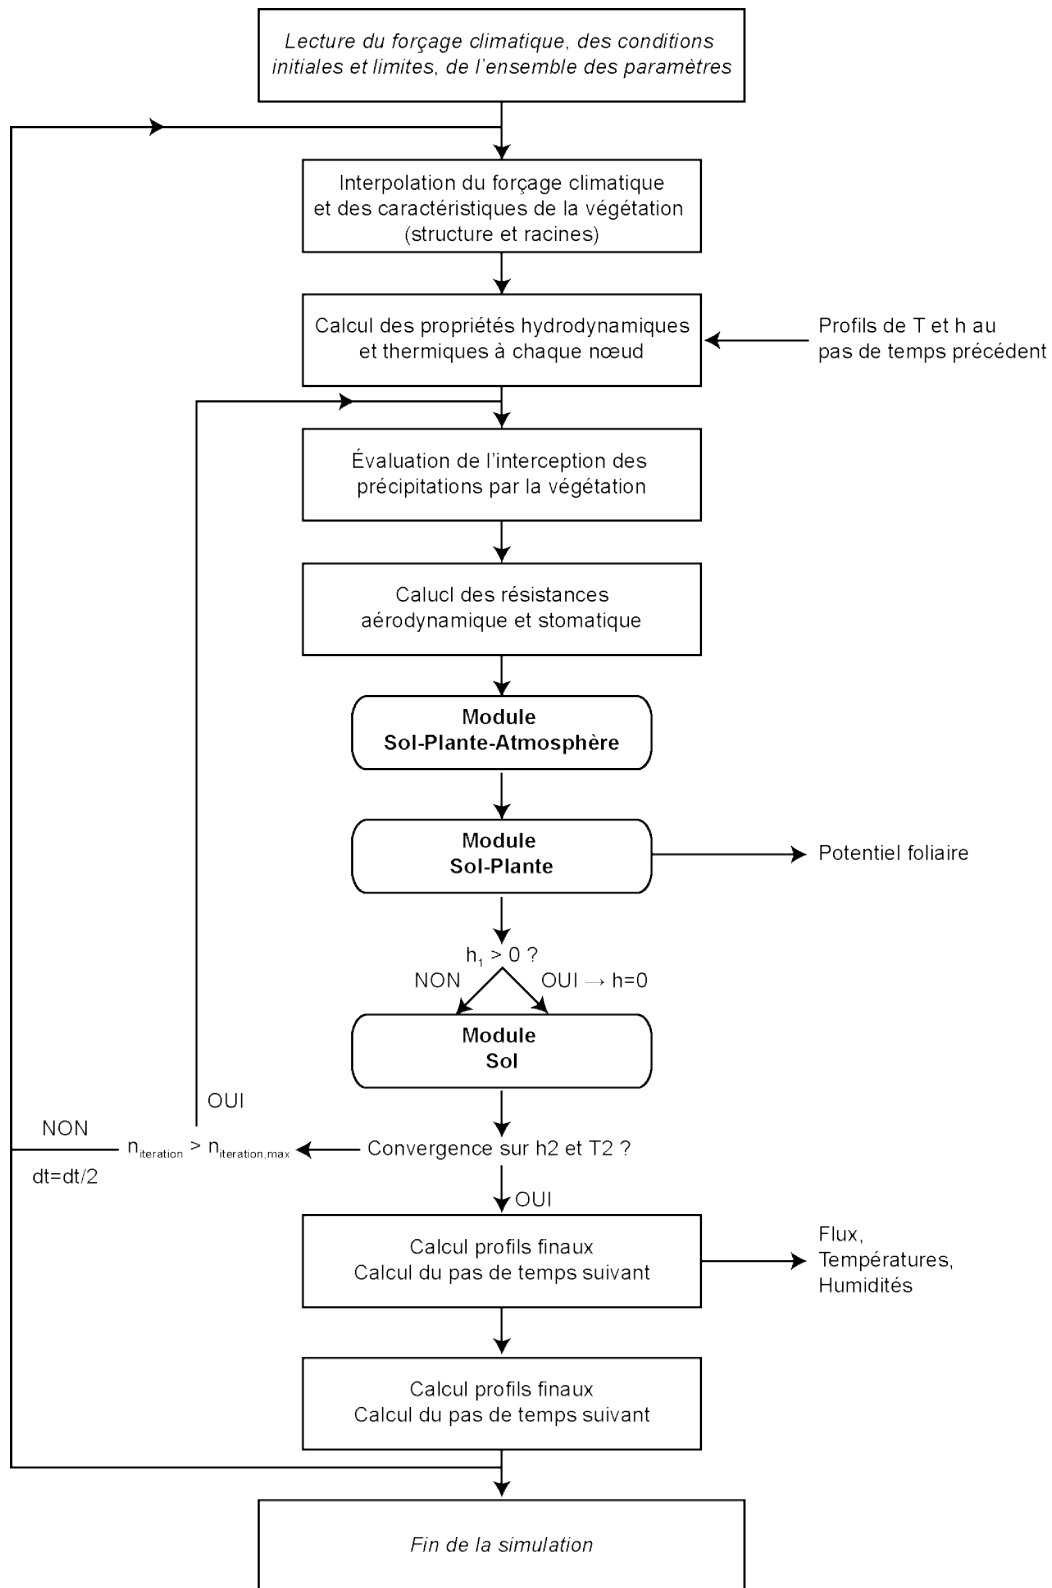 Lecture du forçage climatique, des conditions
initiales et limites, de l'ensemble des paramètres
Interpolation du forçage climatique
et des caractéristiques de la végétation
(structure et racines)
Calcul des propriétés hydrodynamiques
et thermiques à chaque nœud
Profils de T et h au
pas de temps précédent
Évaluation de l'interception des
précipitations par la végétation
Calucl des résistances
aérodynamique et stomatique
Module
Sol-Plante-Atmosphère
Module
Sol-Plante
Potentiel foliaire
h₁ > 0 ?
NON
OUI → h=0
Module
Sol
OUI
NON
n_iteration > n_iteration,max
Convergence sur h2 et T2 ?
dt=dt/2
OUI
Calcul profils finaux
Calcul du pas de temps suivant
Flux,
Températures,
Humidités
Calcul profils finaux
Calcul du pas de temps suivant
Fin de la simulation